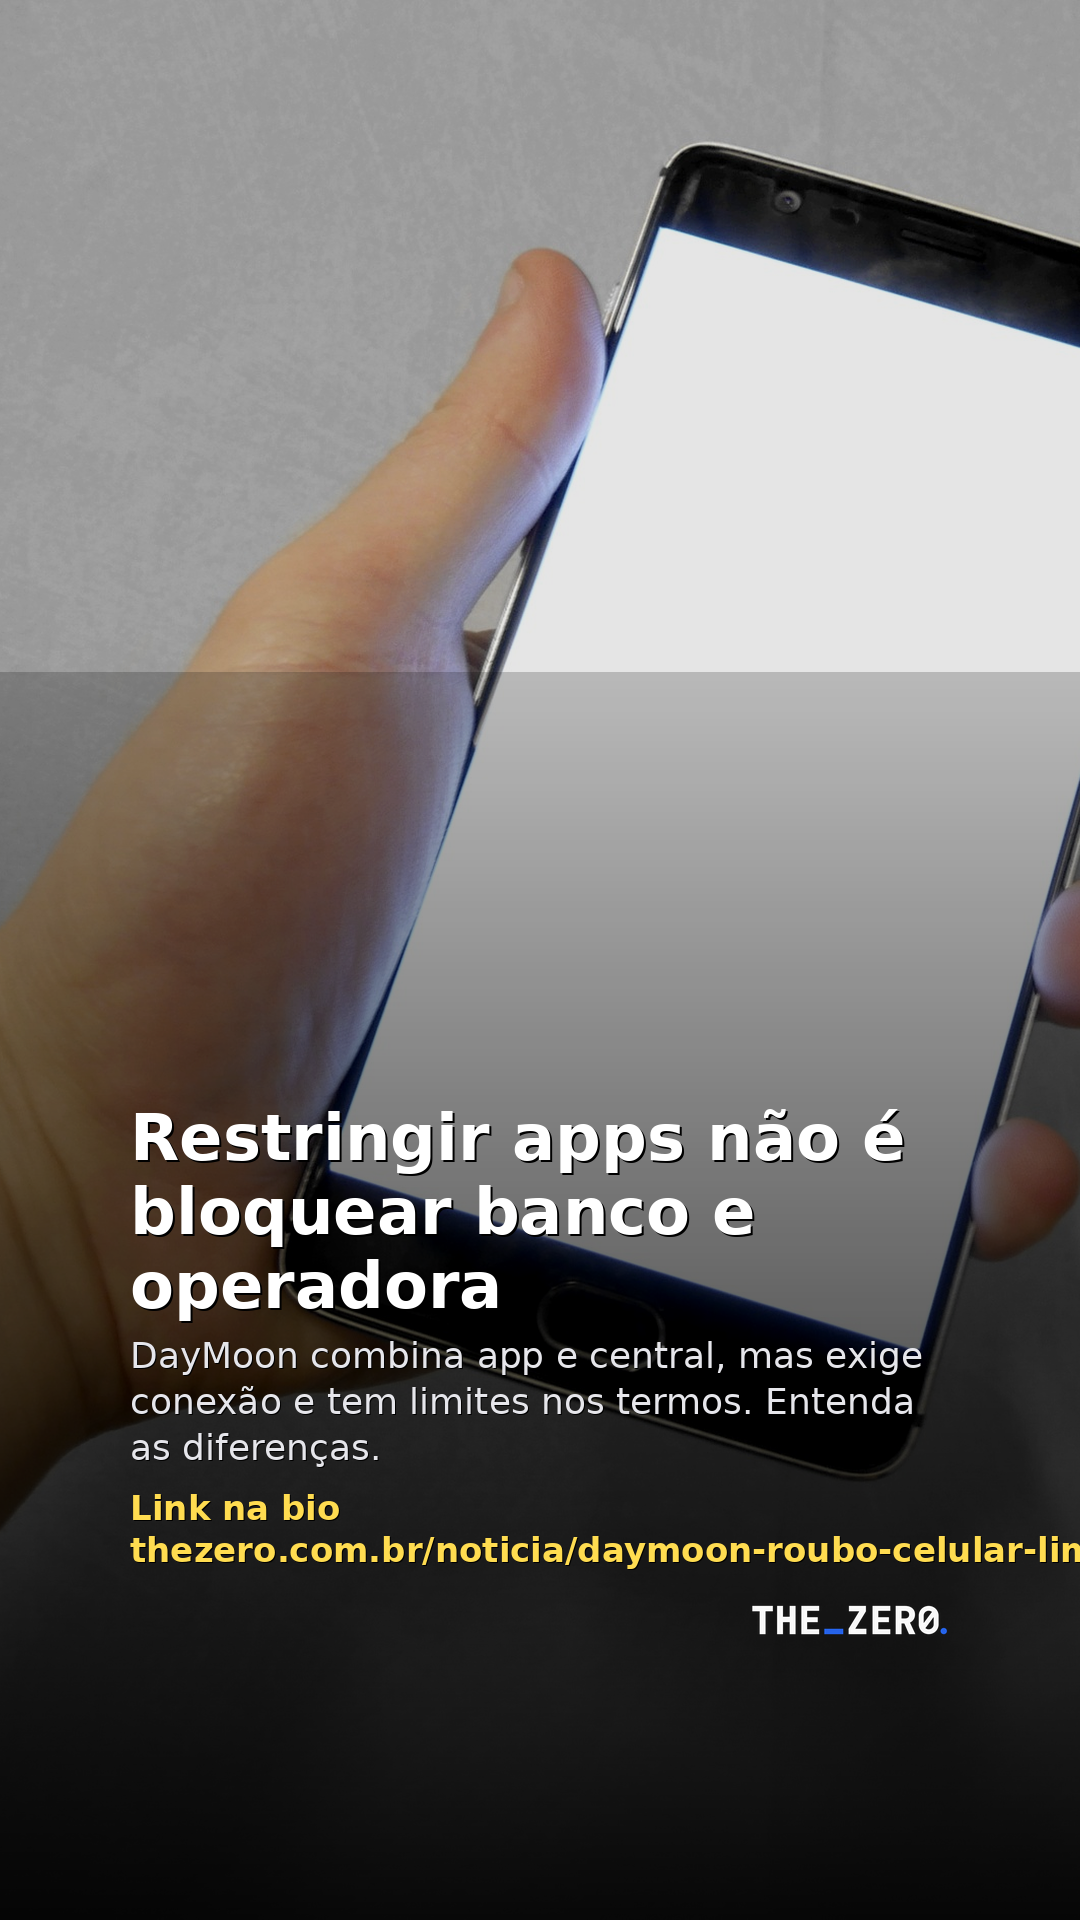 Restringir apps não é
bloquear banco e
operadora
DayMoon combina app e central, mas exige
conexão e tem limites nos termos. Entenda
as diferenças.
Link na bio
thezero.com.br/noticia/daymoon-roubo-celular-lim
THE_ZERO.